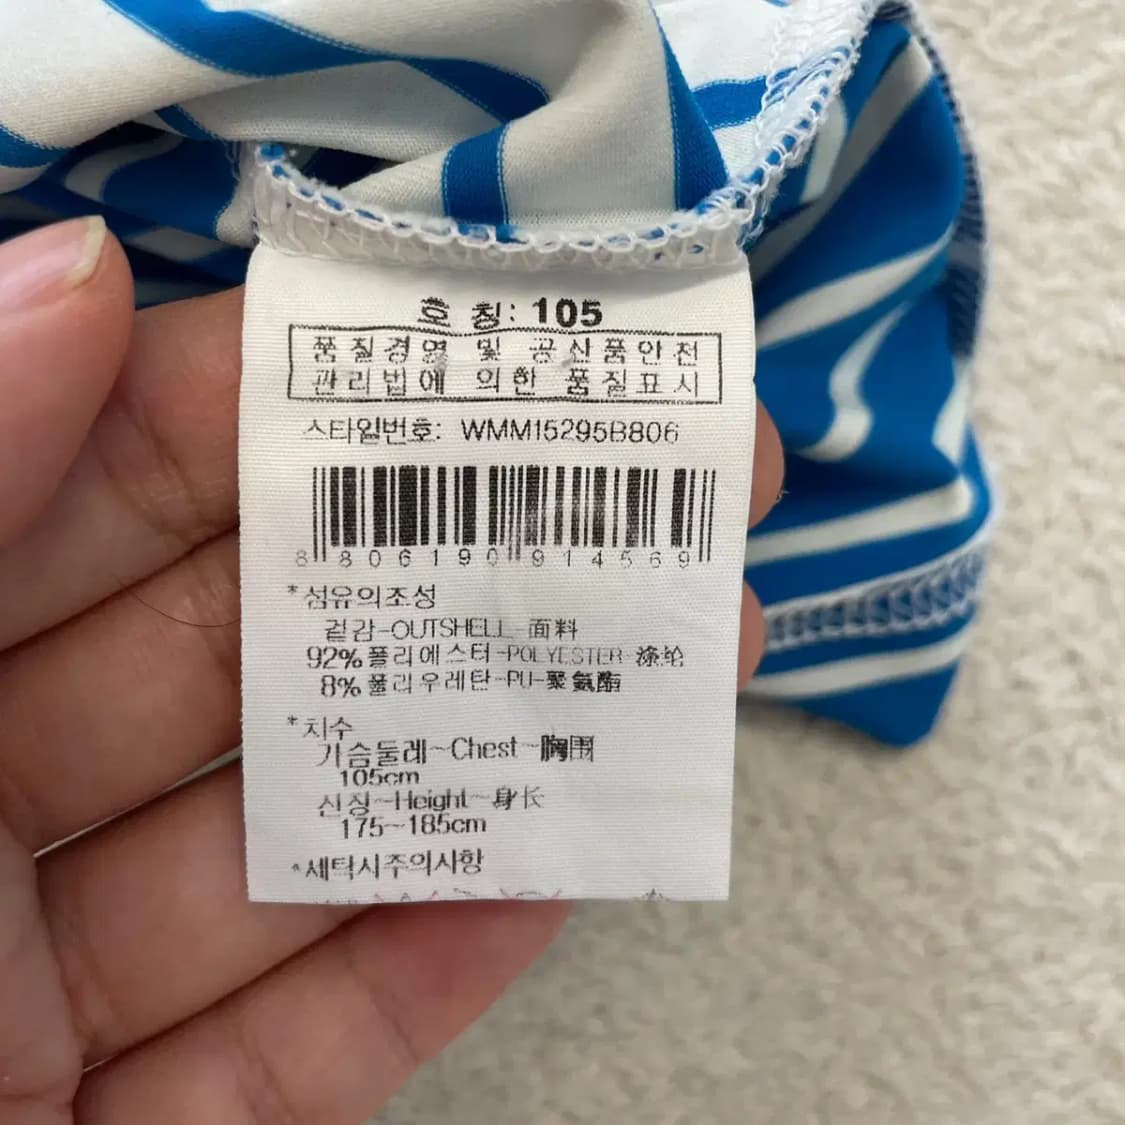 호 칭: 105
품질경영 및 공산품안전
관리법에 의한 품질표시
스타일번호: WMM15295B806
8 806190 914569
*섬유의조성
겉감-OUTSHELL-面料
92%폴리에스터-POLYESTER-涤纶
8%폴리우레탄-PU-聚氨酯
*치수
가슴둘레~Chest~胸围
105cm
신장~Height~身长
175~185cm
*세탁시주의사항